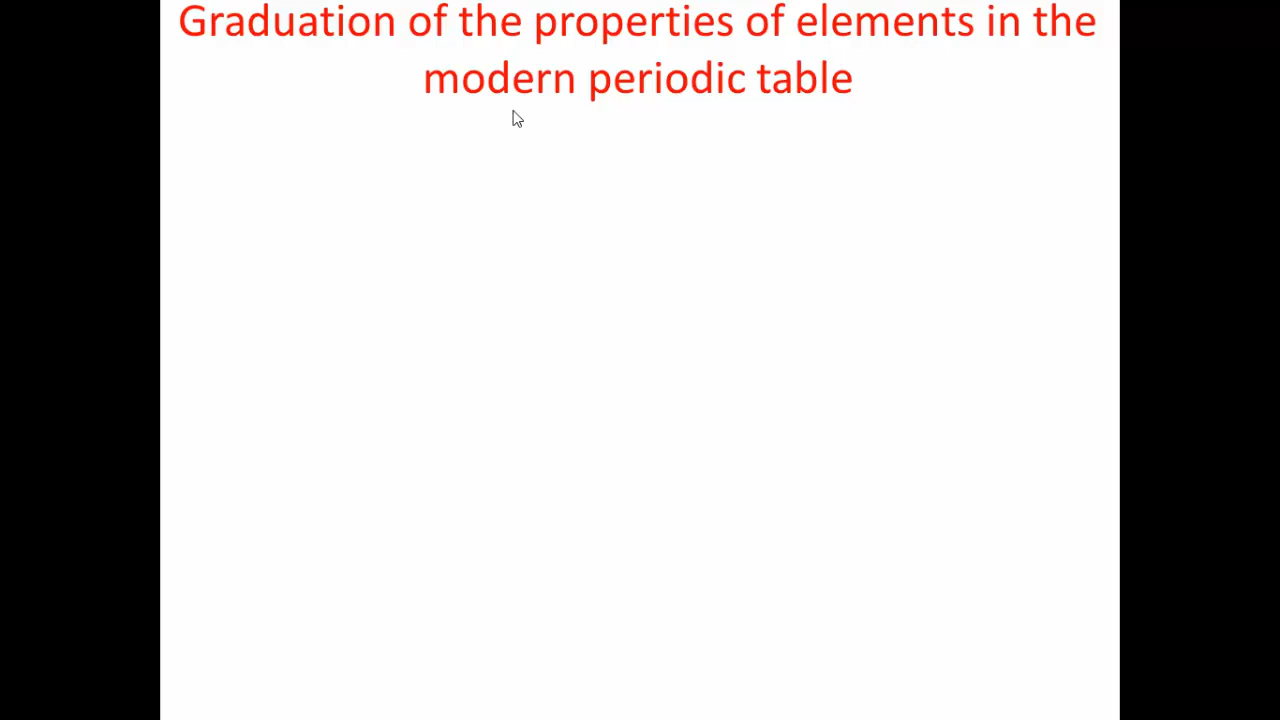 Graduation of the properties of elements in the
modern periodic table